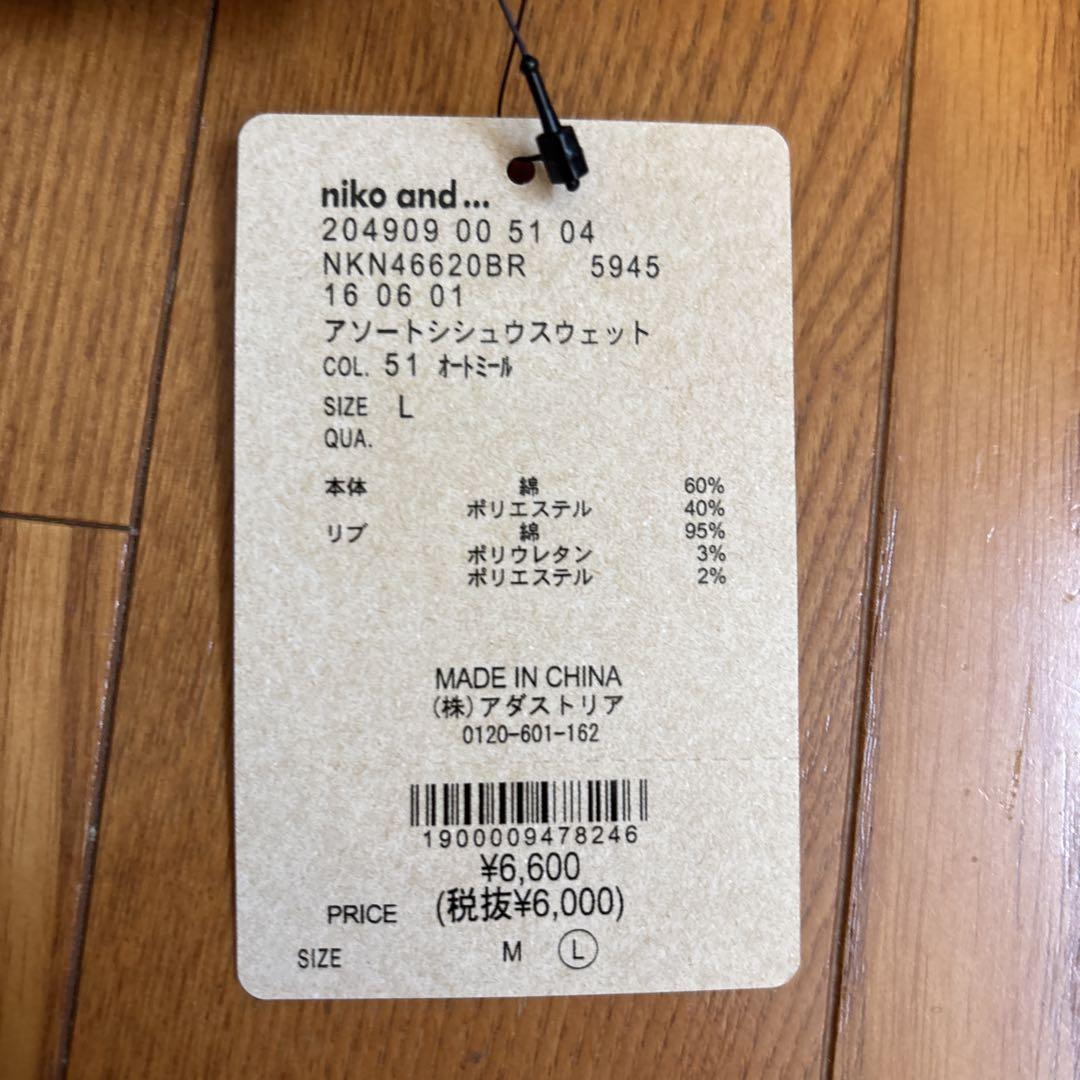 niko and...
204909 00 51 04
NKN46620BR 5945
16 06 01
アソートシシュウスウェット
COL. 51 ｵｰﾄﾐｰﾙ
SIZE L
QUA.
本体 綿 60%
ポリエステル 40%
リブ 綿 95%
ポリウレタン 3%
ポリエステル 2%
MADE IN CHINA
(株)アダストリア
0120-601-162
1900009478246
¥6,600
PRICE (税抜¥6,000)
SIZE M L